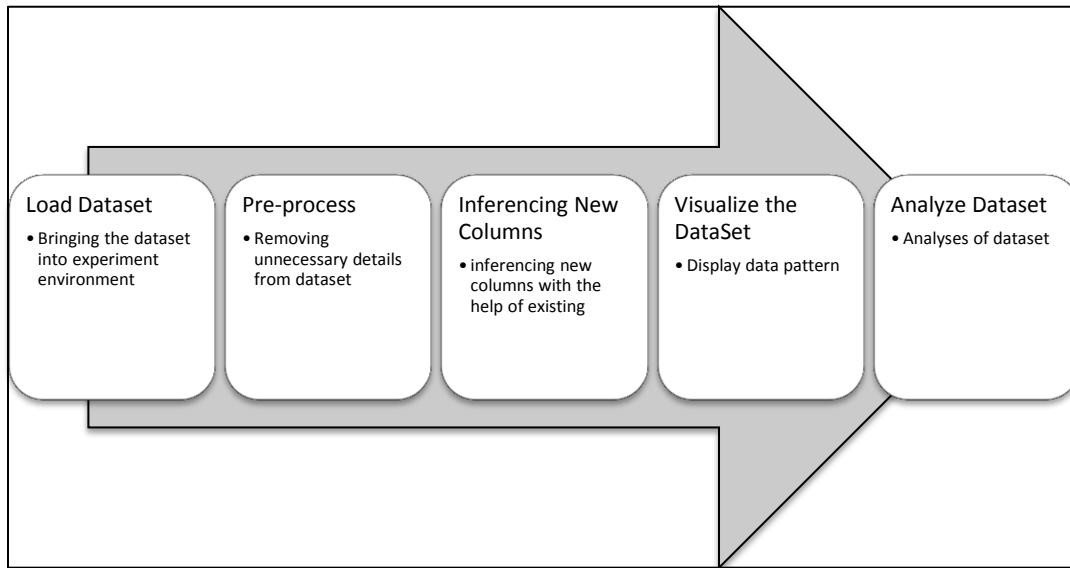 Load Dataset
• Bringing the dataset
into experiment
environment
Pre-process
• Removing
unnecessary details
from dataset
Inferencing New
Columns
• inferencing new
columns with the
help of existing
Visualize the
DataSet
• Display data pattern
Analyze Dataset
• Analyses of dataset